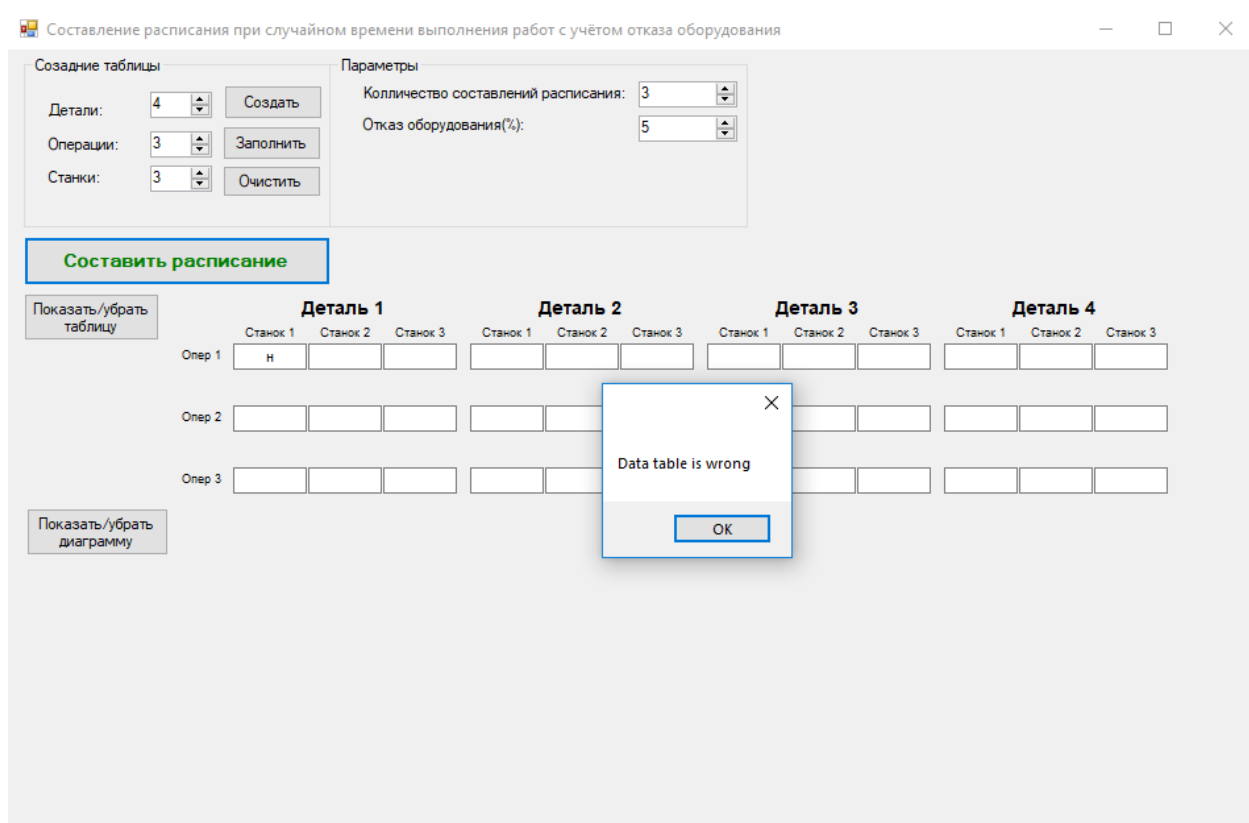 Составление расписания при случайном времени выполнения работ с учётом отказа оборудования
Созадние таблицы
Параметры
Детали: 4 Создать
Колличество составлений расписания: 3
Операции: 3 Заполнить
Отказ оборудования(%): 5
Станки: 3 Очистить
Составить расписание
Показать/убрать
таблицу
Деталь 1 Деталь 2 Деталь 3 Деталь 4
Станок 1 Станок 2 Станок 3 Станок 1 Станок 2 Станок 3 Станок 1 Станок 2 Станок 3 Станок 1 Станок 2 Станок 3
Опер 1 н
Опер 2
Опер 3
Data table is wrong
OK
Показать/убрать
диаграмму